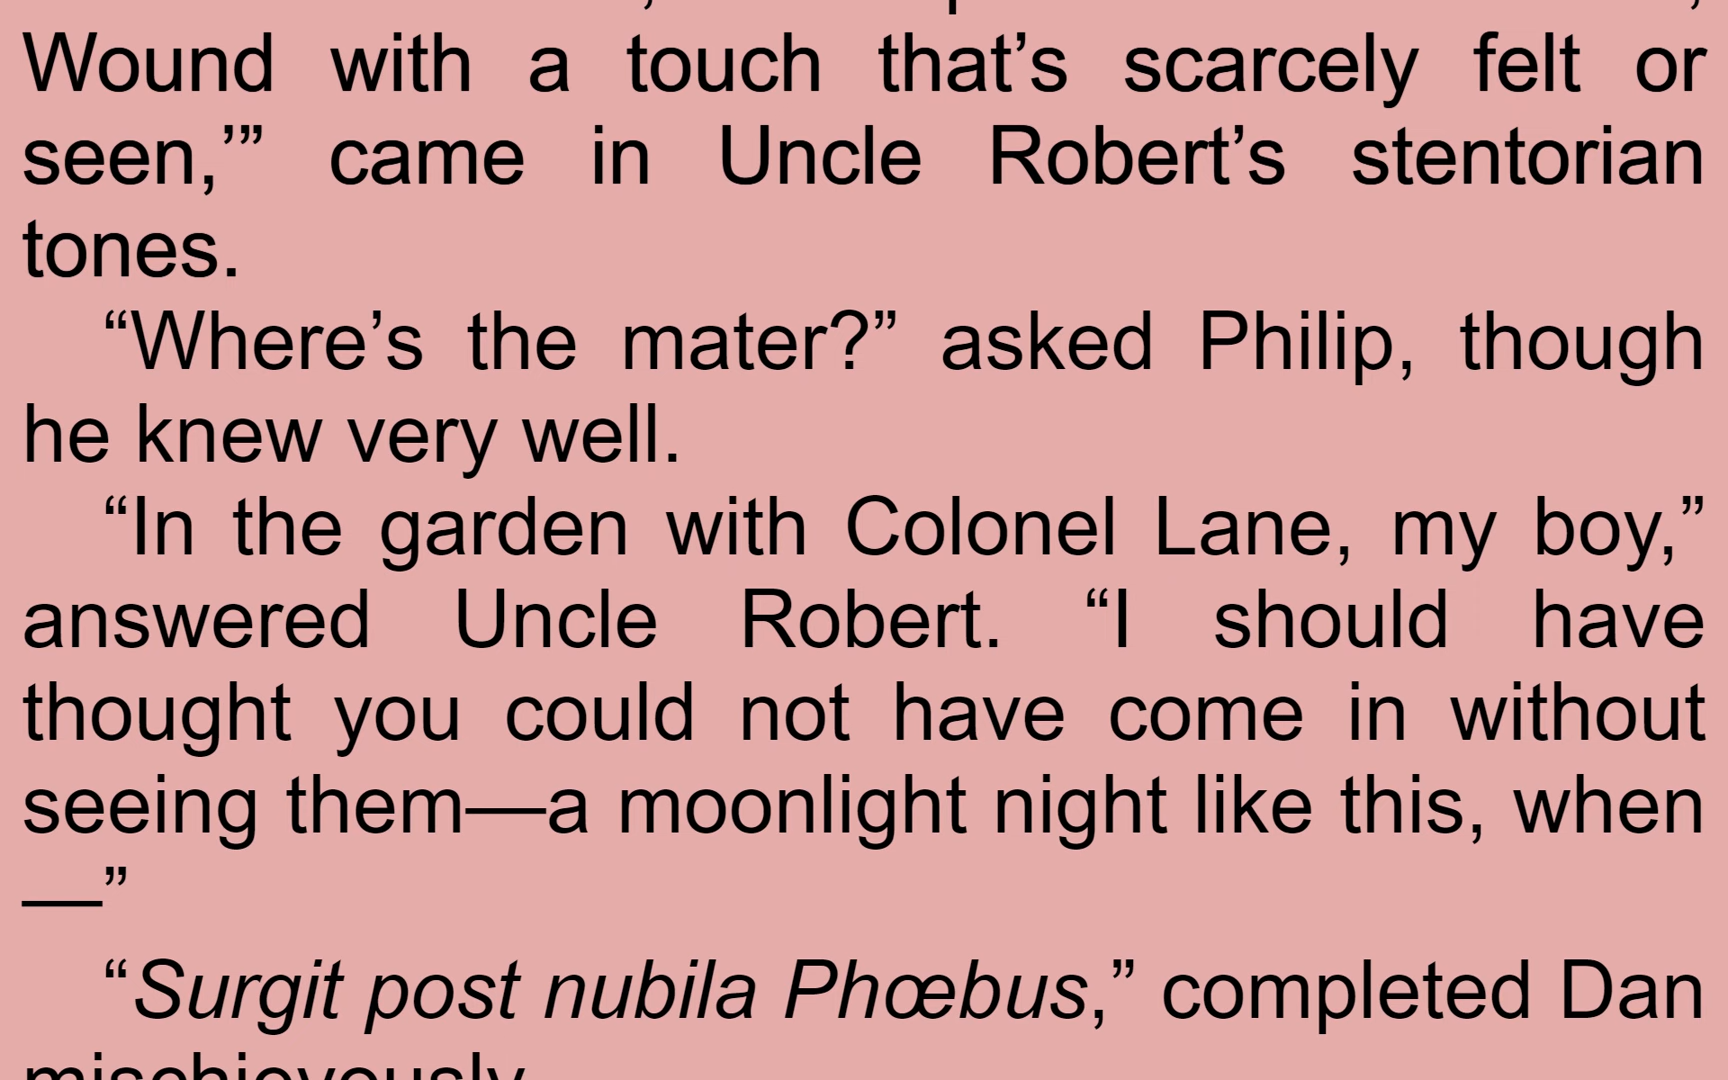 Wound with a touch that’s scarcely felt or
seen,’” came in Uncle Robert’s stentorian
tones.
“Where’s the mater?” asked Philip, though
he knew very well.
“In the garden with Colonel Lane, my boy,”
answered Uncle Robert. “I should have
thought you could not have come in without
seeing them—a moonlight night like this, when
—”
“Surgit post nubila Phœbus,” completed Dan
mischievously